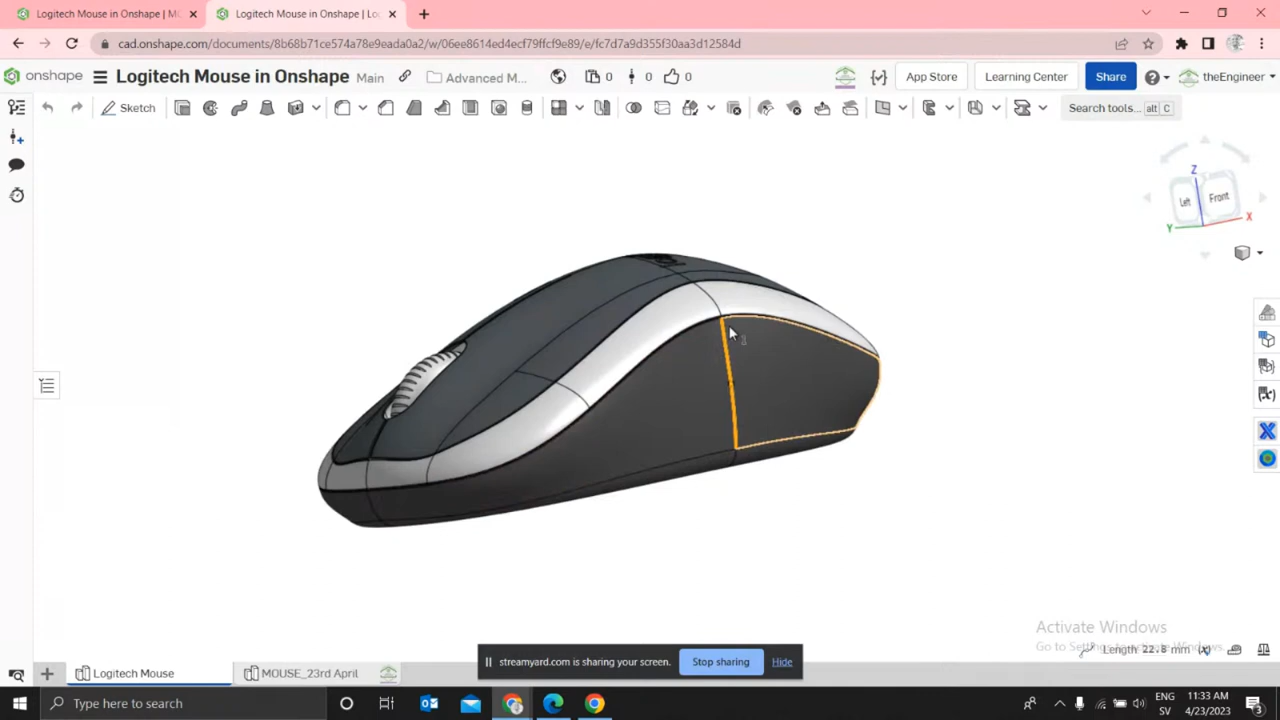 Logitech Mouse in Onshape | MO
Logitech Mouse in Onshape | Lo
cad.onshape.com/documents/8b68b71ce574a78e9eada0a2/w/06ee8614ed4ecf79ffcf9e89/e/fc7d7a9d355f30aa3d12584d
onshape Logitech Mouse in Onshape Main Advanced M... 0 0 0 App Store Learning Center Share theEngineer
Sketch Search tools... alt C
Z
Left Front
X
Y
Activate Windows
Length: 22.8 mm
Logitech Mouse MOUSE_23rd April
streamyard.com is sharing your screen. Stop sharing Hide
Type here to search
ENG 11:33 AM
SV 4/23/2023 3